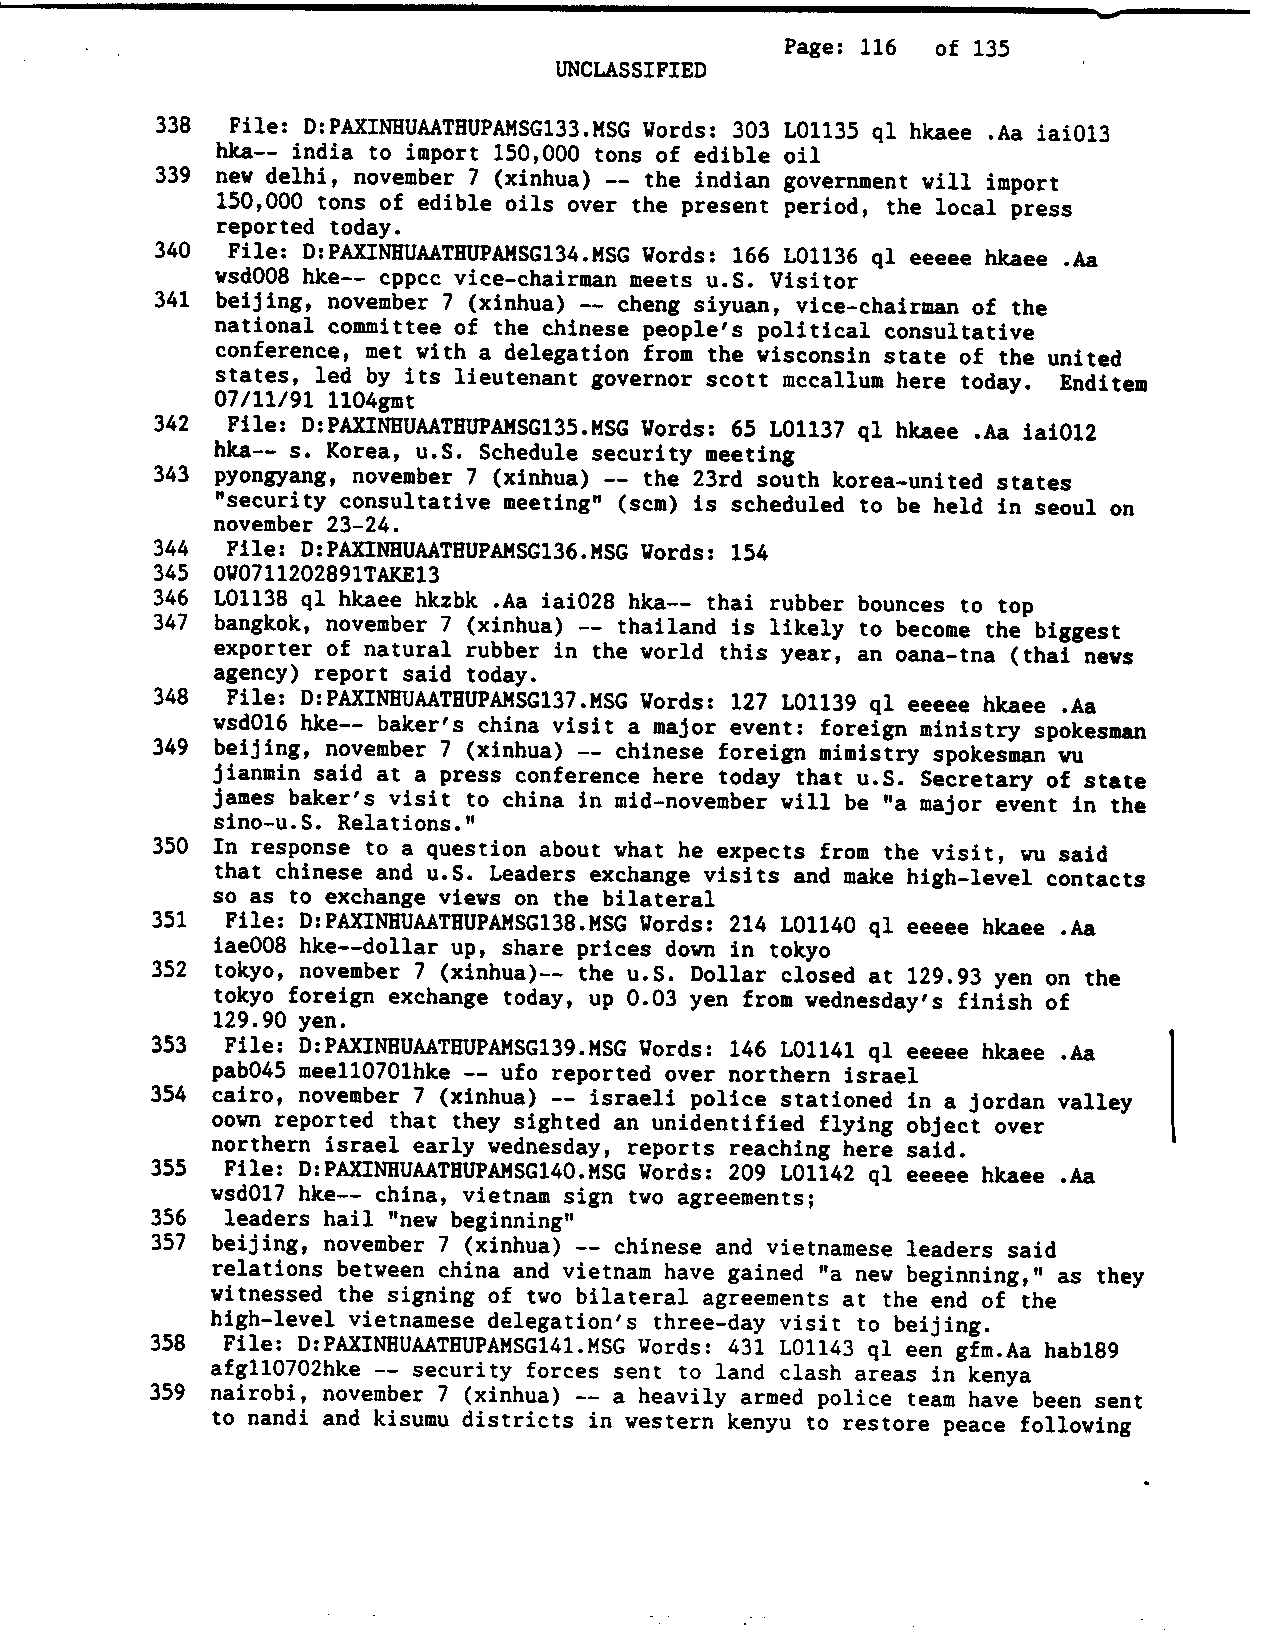 Page: 116 of 135
UNCLASSIFIED
338 File: D:PAXINHUAATHUPAMSG133.MSG Words: 303 L01135 ql hkaee .Aa iai013
hka-- india to import 150,000 tons of edible oil
339 new delhi, november 7 (xinhua) -- the indian government will import
150,000 tons of edible oils over the present period, the local press
reported today.
340 File: D:PAXINHUAATHUPAMSG134.MSG Words: 166 L01136 ql eeeee hkaee .Aa
wsd008 hke-- cppcc vice-chairman meets u.S. Visitor
341 beijing, november 7 (xinhua) -- cheng siyuan, vice-chairman of the
national committee of the chinese people's political consultative
conference, met with a delegation from the wisconsin state of the united
states, led by its lieutenant governor scott mccallum here today. Enditem
07/11/91 1104gmt
342 File: D:PAXINHUAATHUPAMSG135.MSG Words: 65 L01137 ql hkaee .Aa iai012
hka-- s. Korea, u.S. Schedule security meeting
343 pyongyang, november 7 (xinhua) -- the 23rd south korea-united states
"security consultative meeting" (scm) is scheduled to be held in seoul on
november 23-24.
344 File: D:PAXINHUAATHUPAMSG136.MSG Words: 154
345 OW0711202891TAKE13
346 L01138 ql hkaee hkzbk .Aa iai028 hka-- thai rubber bounces to top
347 bangkok, november 7 (xinhua) -- thailand is likely to become the biggest
exporter of natural rubber in the world this year, an oana-tna (thai news
agency) report said today.
348 File: D:PAXINHUAATHUPAMSG137.MSG Words: 127 L01139 ql eeeee hkaee .Aa
wsd016 hke-- baker's china visit a major event: foreign ministry spokesman
349 beijing, november 7 (xinhua) -- chinese foreign mimistry spokesman wu
jianmin said at a press conference here today that u.S. Secretary of state
james baker's visit to china in mid-november will be "a major event in the
sino-u.S. Relations."
350 In response to a question about what he expects from the visit, wu said
that chinese and u.S. Leaders exchange visits and make high-level contacts
so as to exchange views on the bilateral
351 File: D:PAXINHUAATHUPAMSG138.MSG Words: 214 L01140 ql eeeee hkaee .Aa
iae008 hke--dollar up, share prices down in tokyo
352 tokyo, november 7 (xinhua)-- the u.S. Dollar closed at 129.93 yen on the
tokyo foreign exchange today, up 0.03 yen from wednesday's finish of
129.90 yen.
353 File: D:PAXINHUAATHUPAMSG139.MSG Words: 146 L01141 ql eeeee hkaee .Aa
pab045 mee110701hke -- ufo reported over northern israel
354 cairo, november 7 (xinhua) -- israeli police stationed in a jordan valley
oown reported that they sighted an unidentified flying object over
northern israel early wednesday, reports reaching here said.
355 File: D:PAXINHUAATHUPAMSG140.MSG Words: 209 L01142 ql eeeee hkaee .Aa
wsd017 hke-- china, vietnam sign two agreements;
356 leaders hail "new beginning"
357 beijing, november 7 (xinhua) -- chinese and vietnamese leaders said
relations between china and vietnam have gained "a new beginning," as they
witnessed the signing of two bilateral agreements at the end of the
high-level vietnamese delegation's three-day visit to beijing.
358 File: D:PAXINHUAATHUPAMSG141.MSG Words: 431 L01143 ql een gfm.Aa hab189
afg110702hke -- security forces sent to land clash areas in kenya
359 nairobi, november 7 (xinhua) -- a heavily armed police team have been sent
to nandi and kisumu districts in western kenyu to restore peace following